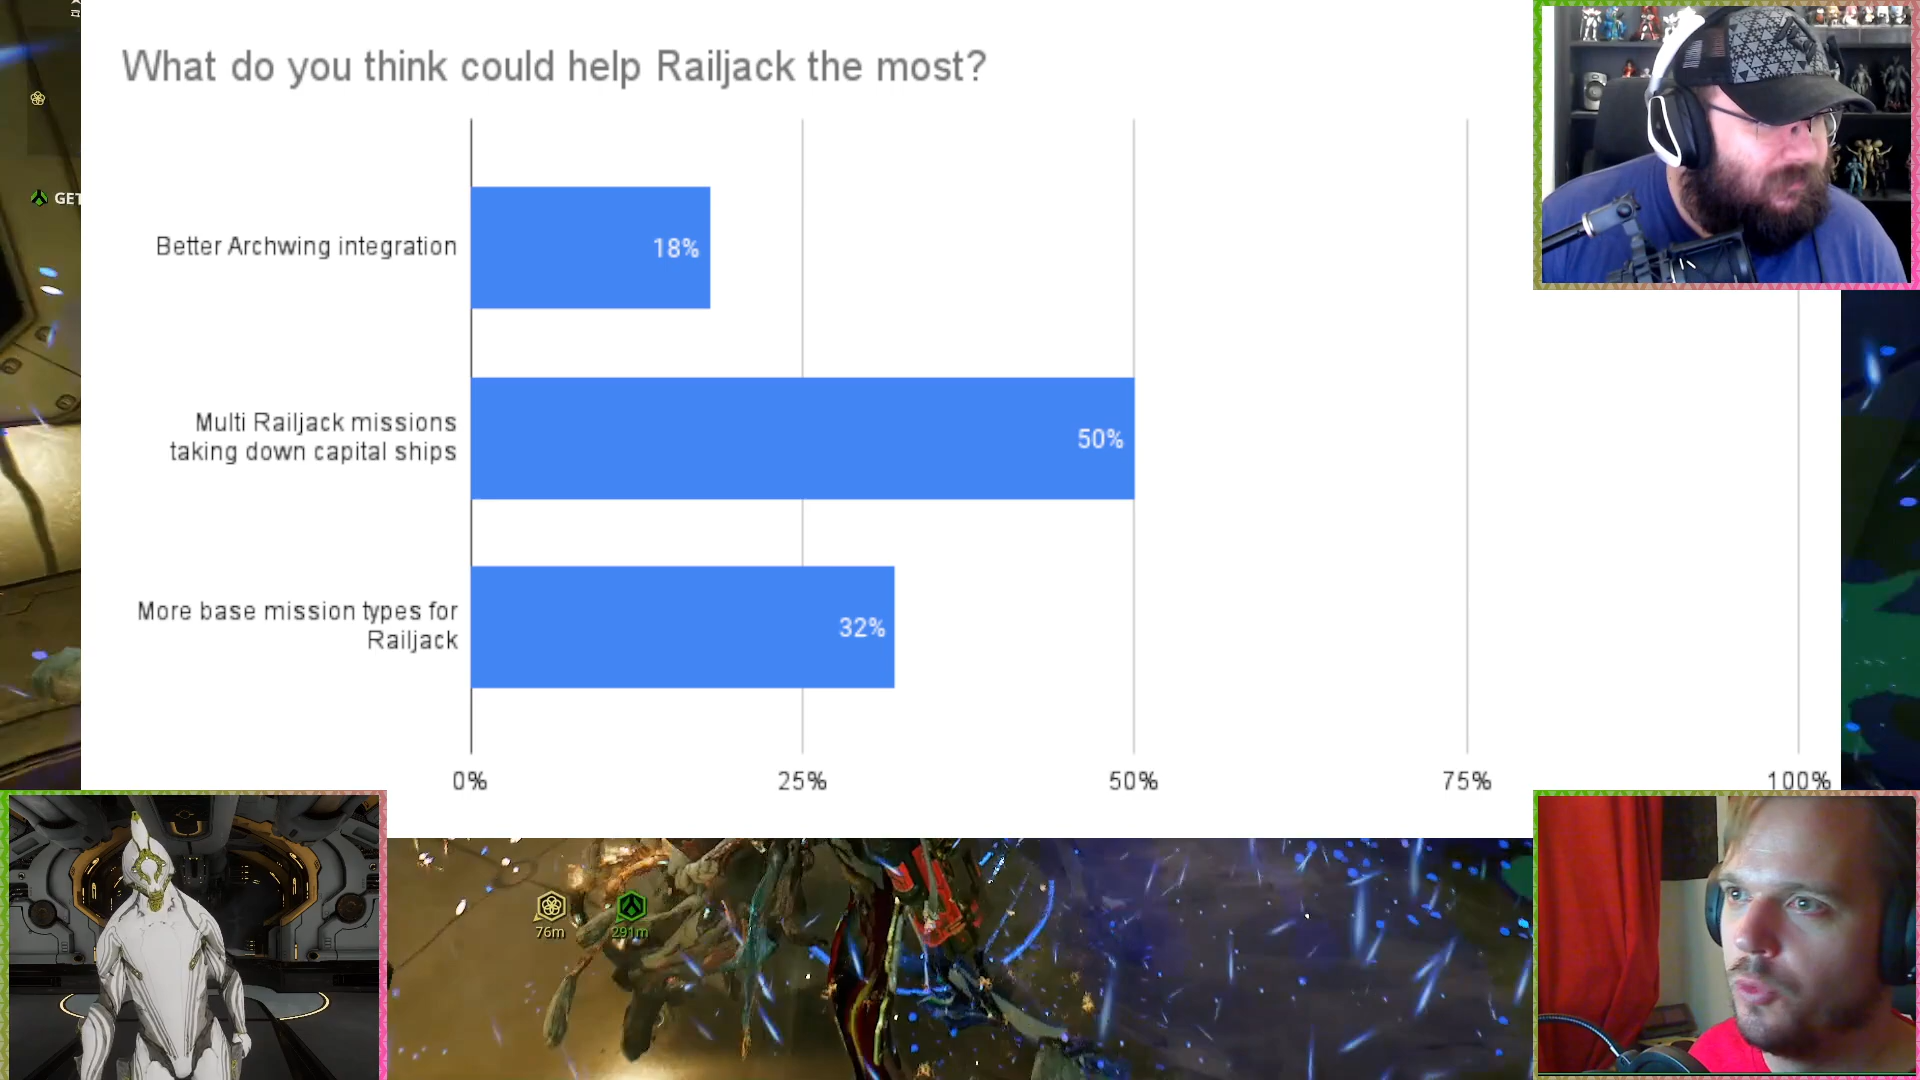 What do you think could help Railjack the most?
GET
Better Archwing integration
18%
Multi Railjack missions
taking down capital ships
50%
More base mission types for
Railjack
32%
0% 25% 50% 75% 100%
76m 291m